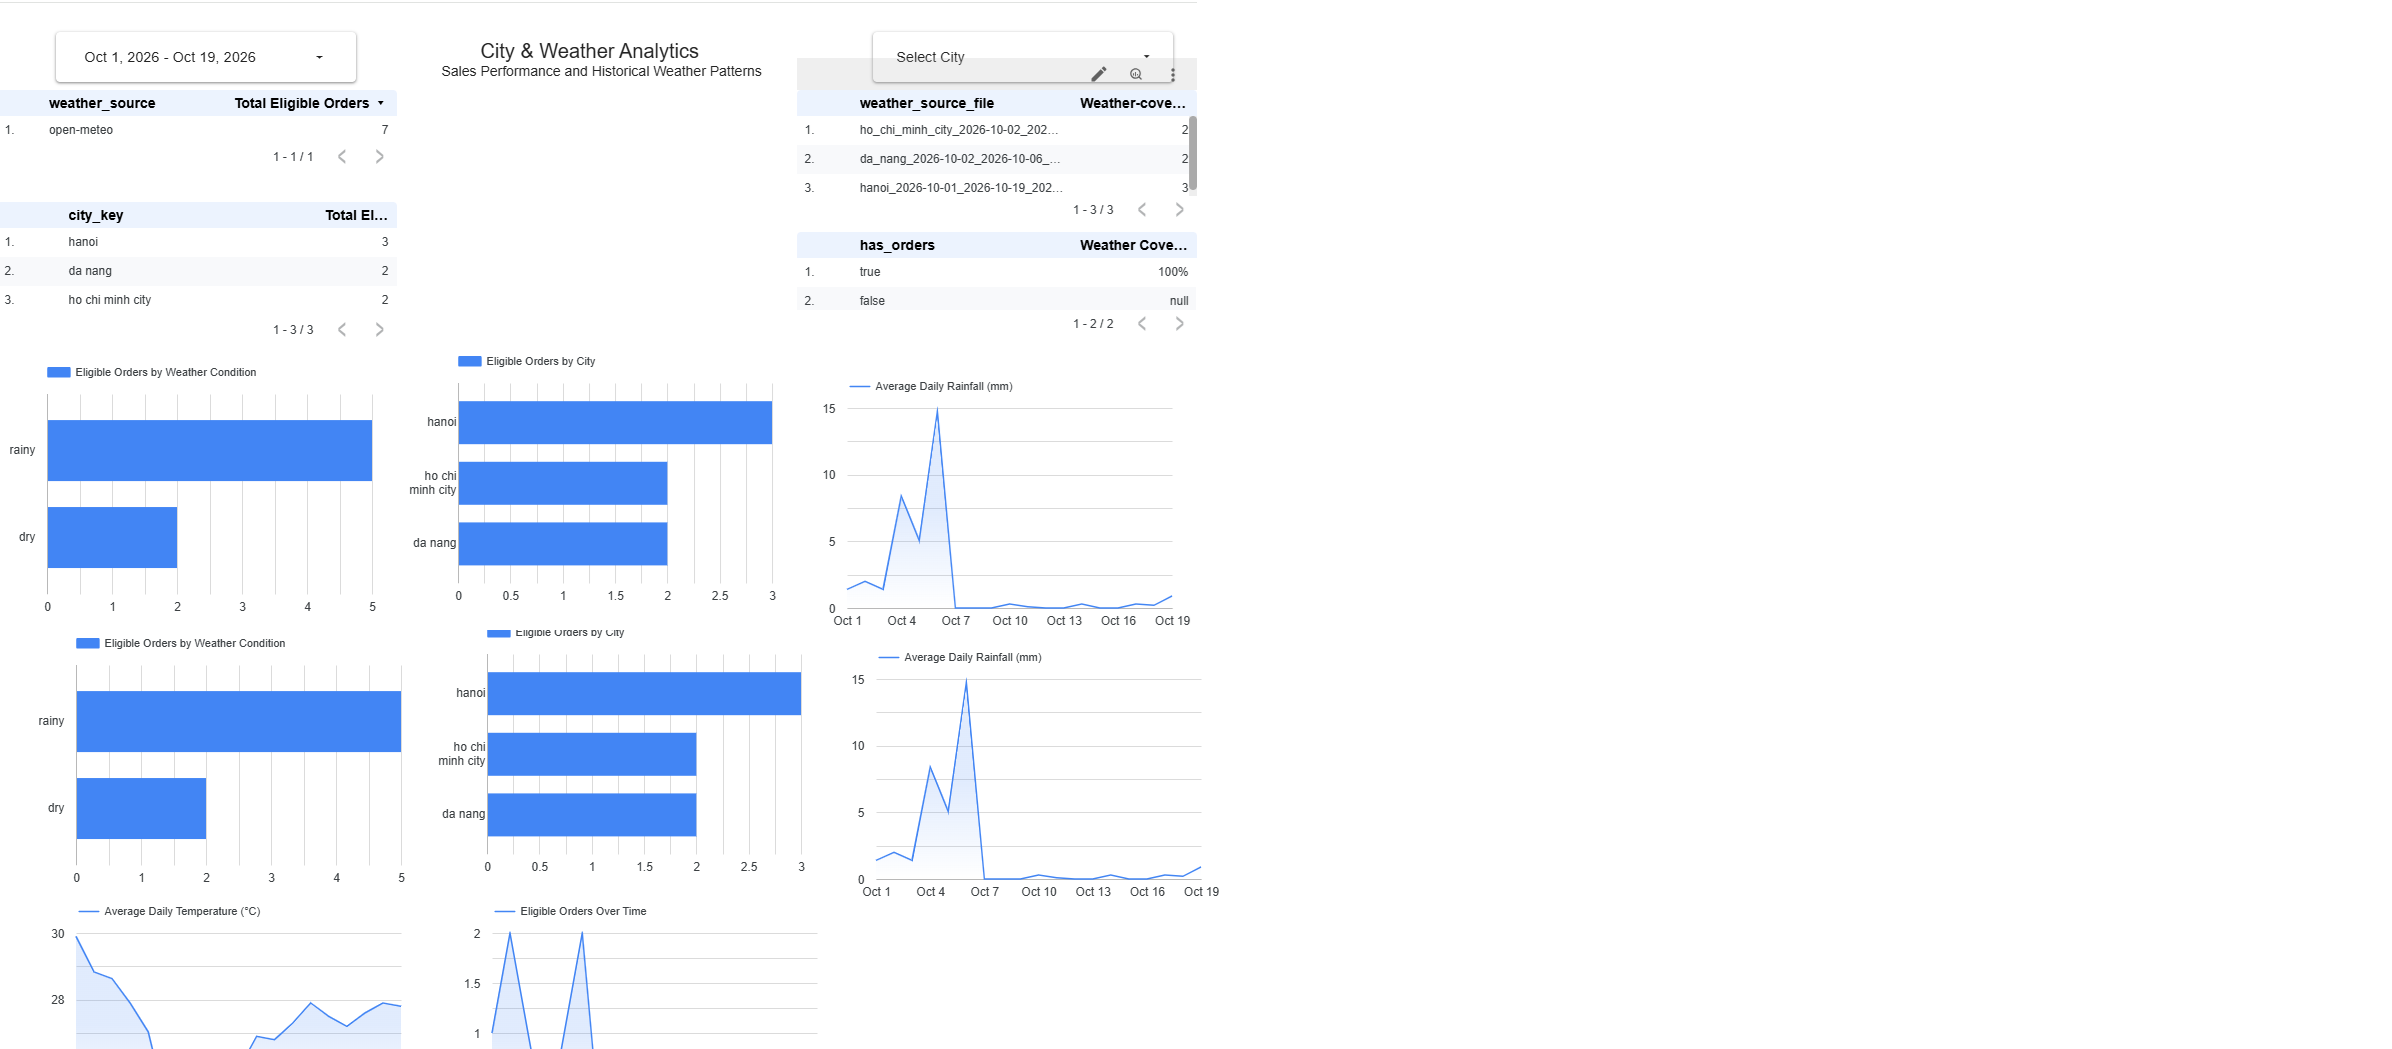 Oct 1, 2026 - Oct 19, 2026
City & Weather Analytics
Sales Performance and Historical Weather Patterns
Select City
weather_source Total Eligible Orders
1. open-meteo 7
1 - 1 / 1
city_key Total El...
1. hanoi 3
2. da nang 2
3. ho chi minh city 2
1 - 3 / 3
weather_source_file Weather-cove...
1. ho_chi_minh_city_2026-10-02_202... 2
2. da_nang_2026-10-02_2026-10-06_... 2
3. hanoi_2026-10-01_2026-10-19_202... 3
1 - 3 / 3
has_orders Weather Cove...
1. true 100%
2. false null
1 - 2 / 2
Eligible Orders by Weather Condition
rainy
dry
0 1 2 3 4 5
Eligible Orders by City
hanoi
ho chi
minh city
da nang
0 0.5 1 1.5 2 2.5 3
Average Daily Rainfall (mm)
15
10
5
0
Oct 1 Oct 4 Oct 7 Oct 10 Oct 13 Oct 16 Oct 19
Eligible Orders by Weather Condition
rainy
dry
0 1 2 3 4 5
Eligible Orders by City
hanoi
ho chi
minh city
da nang
0 0.5 1 1.5 2 2.5 3
Average Daily Rainfall (mm)
15
10
5
0
Oct 1 Oct 4 Oct 7 Oct 10 Oct 13 Oct 16 Oct 19
Average Daily Temperature (°C)
30
28
Eligible Orders Over Time
2
1.5
1